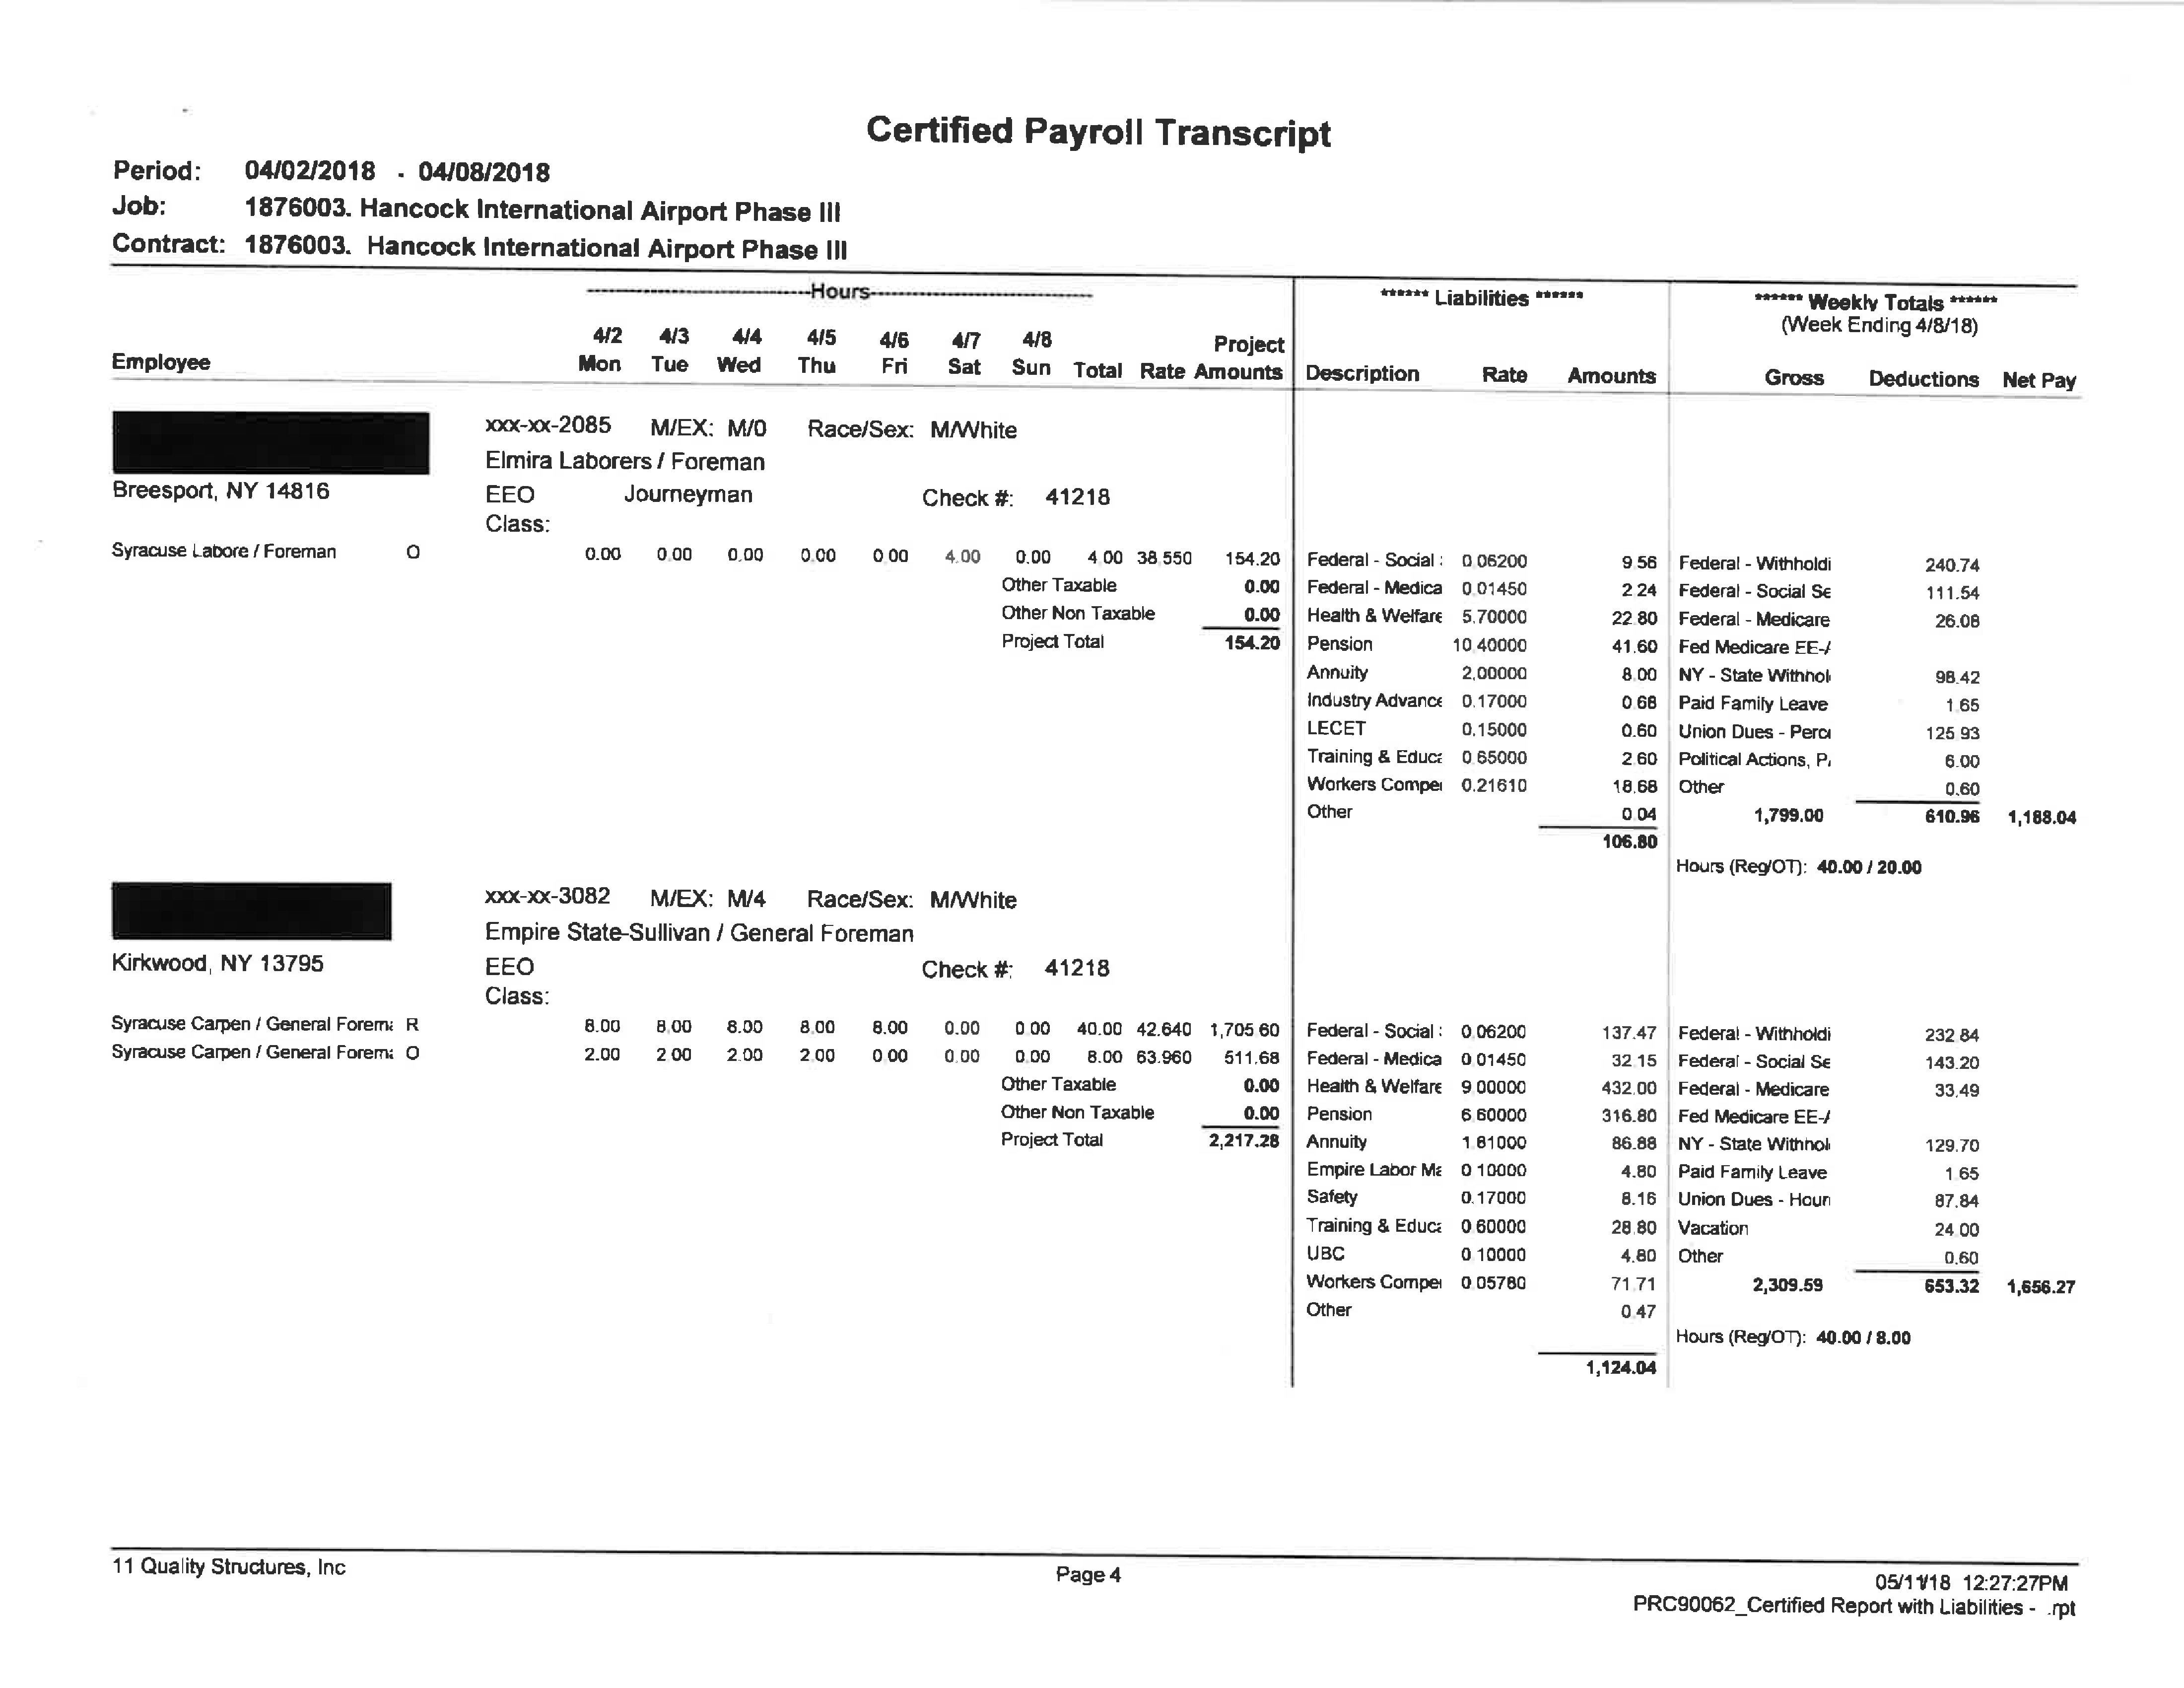 Certified Payroll Transcript
Period: 04/02/2018 - 04/08/2018
Job: 1876003. Hancock International Airport Phase III
Contract: 1876003. Hancock International Airport Phase III
-----Hours-----
****** Liabilities ******
****** Weekly Totals ******
(Week Ending 4/8/18)
4/2 4/3 4/4 4/5 4/6 4/7 4/8 Project
Employee Mon Tue Wed Thu Fri Sat Sun Total Rate Amounts Description Rate Amounts Gross Deductions Net Pay
xxx-xx-2085 M/EX: M/0 Race/Sex: M/White
Elmira Laborers / Foreman
Breesport, NY 14816 EEO Journeyman Check #: 41218
Class:
Syracuse Labore / Foreman O 0.00 0.00 0.00 0.00 0.00 4.00 0.00 4.00 38.550 154.20 Federal - Social : 0.06200 9.56 Federal - Withholdi 240.74
Other Taxable 0.00 Federal - Medica 0.01450 2.24 Federal - Social Se 111.54
Other Non Taxable 0.00 Health & Welfare 5.70000 22.80 Federal - Medicare 26.08
Project Total 154.20 Pension 10.40000 41.60 Fed Medicare EE-/
Annuity 2.00000 8.00 NY - State Withhol 98.42
Industry Advance 0.17000 0.68 Paid Family Leave 1.65
LECET 0.15000 0.60 Union Dues - Perc 125.93
Training & Educ 0.65000 2.60 Political Actions, P 6.00
Workers Compe 0.21610 18.68 Other 0.60
Other 0.04 1,799.00 610.96 1,188.04
106.80
Hours (Reg/OT): 40.00 / 20.00
xxx-xx-3082 M/EX: M/4 Race/Sex: M/White
Empire State-Sullivan / General Foreman
Kirkwood, NY 13795 EEO Check #: 41218
Class:
Syracuse Carpen / General Forem R 8.00 8.00 8.00 8.00 8.00 0.00 0.00 40.00 42.640 1,705.60 Federal - Social : 0.06200 137.47 Federal - Withholdi 232.84
Syracuse Carpen / General Forem O 2.00 2.00 2.00 2.00 0.00 0.00 0.00 8.00 63.960 511.68 Federal - Medica 0.01450 32.15 Federal - Social Se 143.20
Other Taxable 0.00 Health & Welfare 9.00000 432.00 Federal - Medicare 33.49
Other Non Taxable 0.00 Pension 6.60000 316.80 Fed Medicare EE-/
Project Total 2,217.28 Annuity 1.81000 86.88 NY - State Withhol 129.70
Empire Labor Ma 0.10000 4.80 Paid Family Leave 1.65
Safety 0.17000 8.16 Union Dues - Hour 87.84
Training & Educ 0.60000 28.80 Vacation 24.00
UBC 0.10000 4.80 Other 0.60
Workers Compe 0.05780 71.71 2,309.59 653.32 1,656.27
Other 0.47
Hours (Reg/OT): 40.00 / 8.00
1,124.04
11 Quality Structures, Inc Page 4 05/11/18 12:27:27PM
PRC90062_Certified Report with Liabilities - .rpt